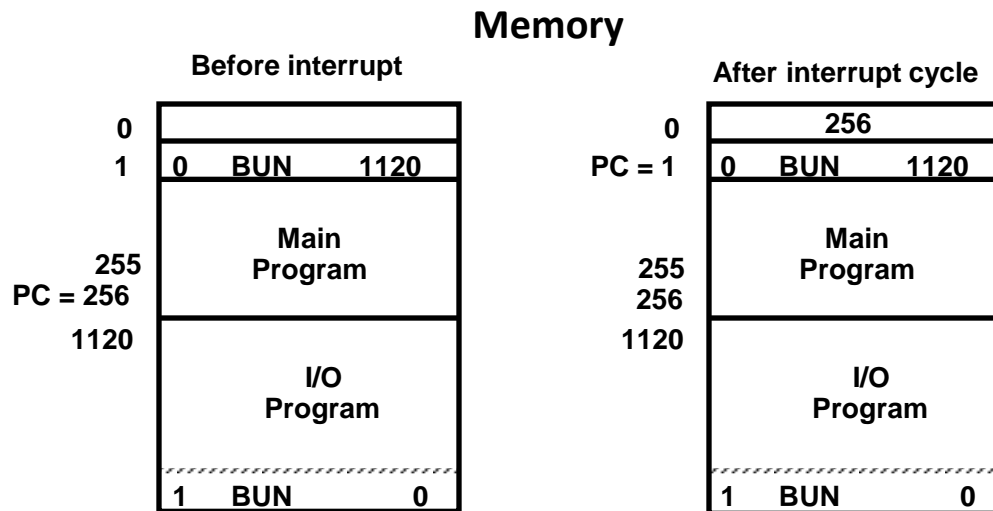 Memory
Before interrupt
0
1 0 BUN 1120
Main
Program
255
PC = 256
1120
I/O
Program
1 BUN 0
After interrupt cycle
0 256
PC = 1 0 BUN 1120
Main
Program
255
256
1120
I/O
Program
1 BUN 0